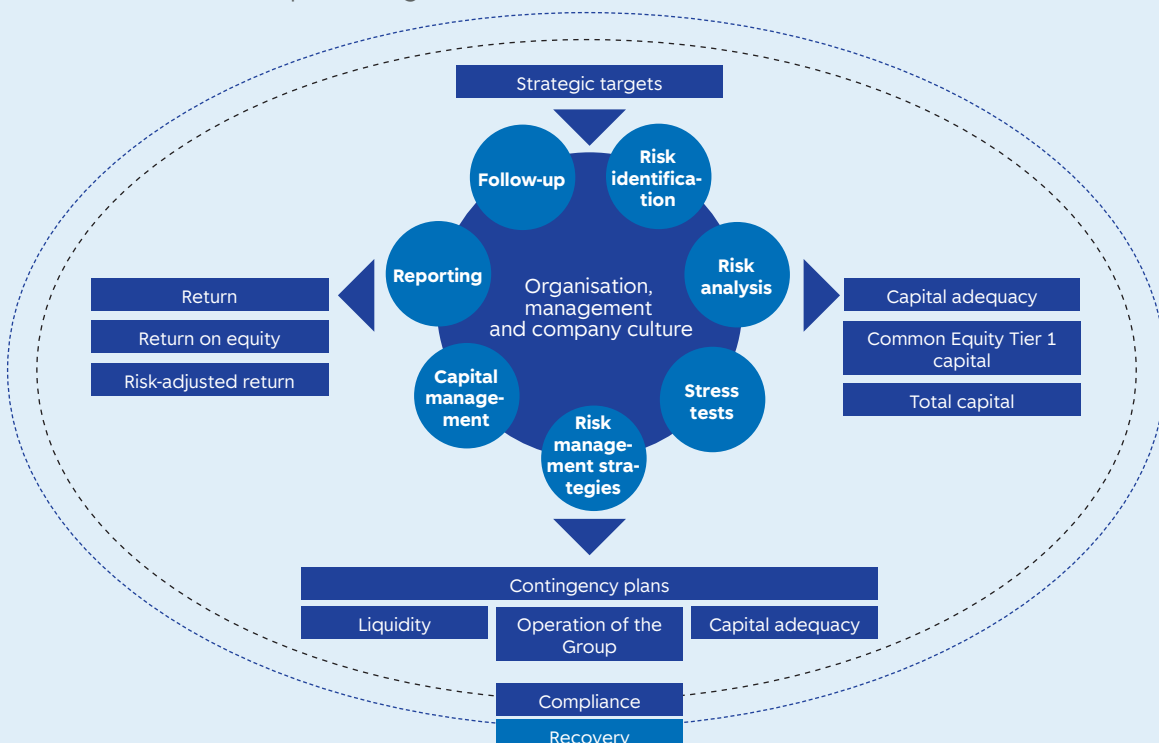 Strategic targets
Follow-up
Risk
identifica-
tion
Reporting
Risk
analysis
Organisation,
management
and company culture
Return
Return on equity
Risk-adjusted return
Capital adequacy
Common Equity Tier 1
capital
Total capital
Capital
manage-
ment
Stress
tests
Risk
manage-
ment stra-
tegies
Contingency plans
Liquidity
Operation of the
Group
Capital adequacy
Compliance
Recovery